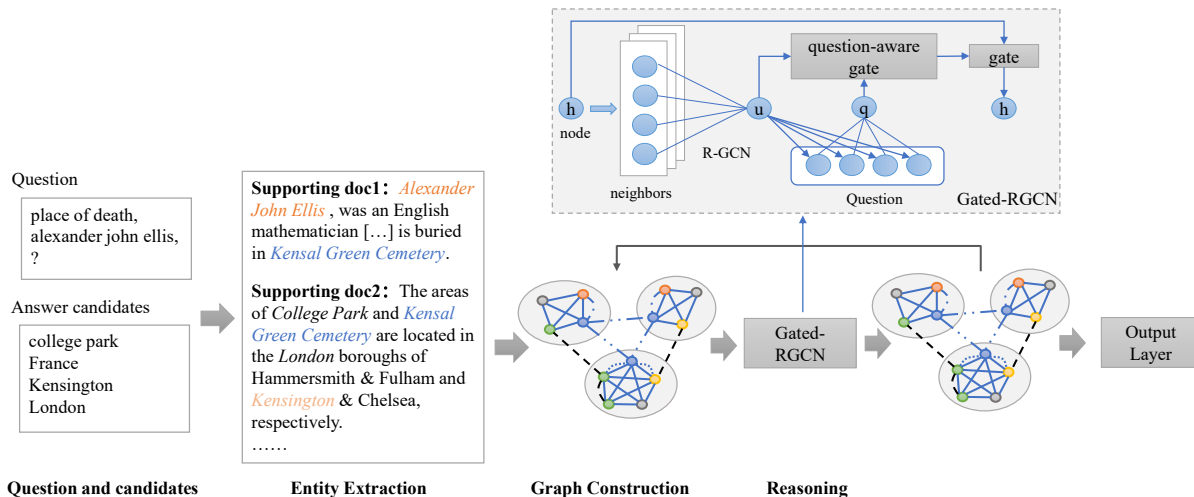 Question
place of death,
alexander john ellis,
?
Answer candidates
college park
France
Kensington
London
Question and candidates
Supporting doc1: Alexander
John Ellis , was an English
mathematician […] is buried
in Kensal Green Cemetery.
Supporting doc2: The areas
of College Park and Kensal
Green Cemetery are located in
the London boroughs of
Hammersmith & Fulham and
Kensington & Chelsea,
respectively.
……
Entity Extraction
h
node
neighbors
R-GCN
u
question-aware
gate
q
Question
gate
h
Gated-RGCN
Graph Construction
Gated-
RGCN
Reasoning
Output
Layer